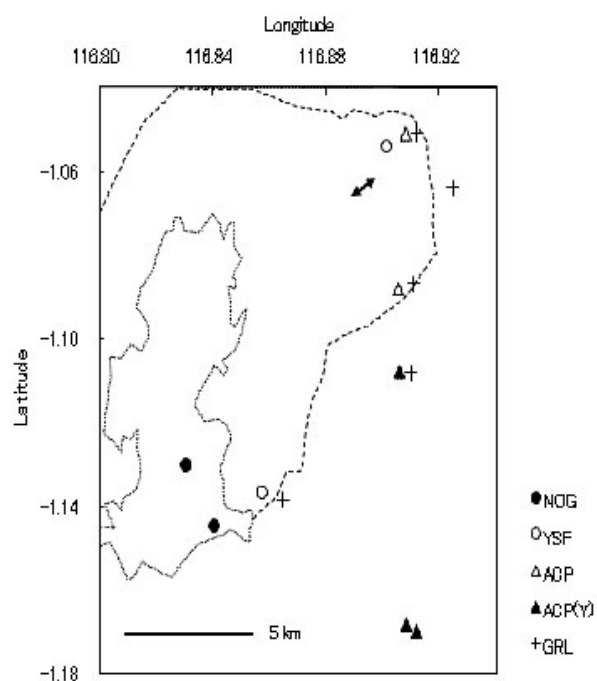 Longitude
116.80 116.84 116.88 116.92
-1.06
-1.10
Latitude
-1.14
-1.18
5 km
NOG
YSF
ACP
ACP(Y)
GRL